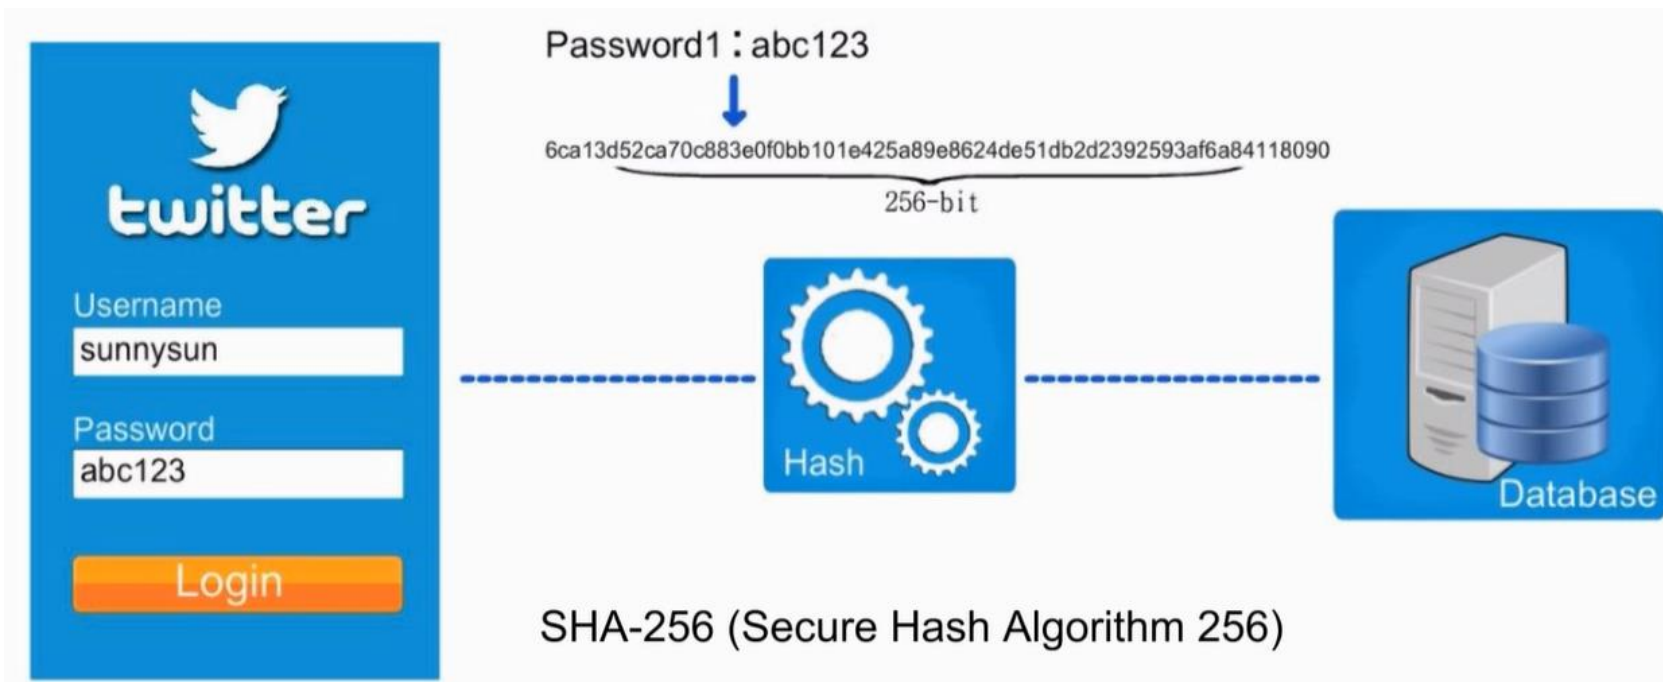 twitter
Username
sunnysun
Password
abc123
Login
Password1：abc123
6ca13d52ca70c883e0f0bb101e425a89e8624de51db2d2392593af6a84118090
256-bit
Hash
Database
SHA-256 (Secure Hash Algorithm 256)